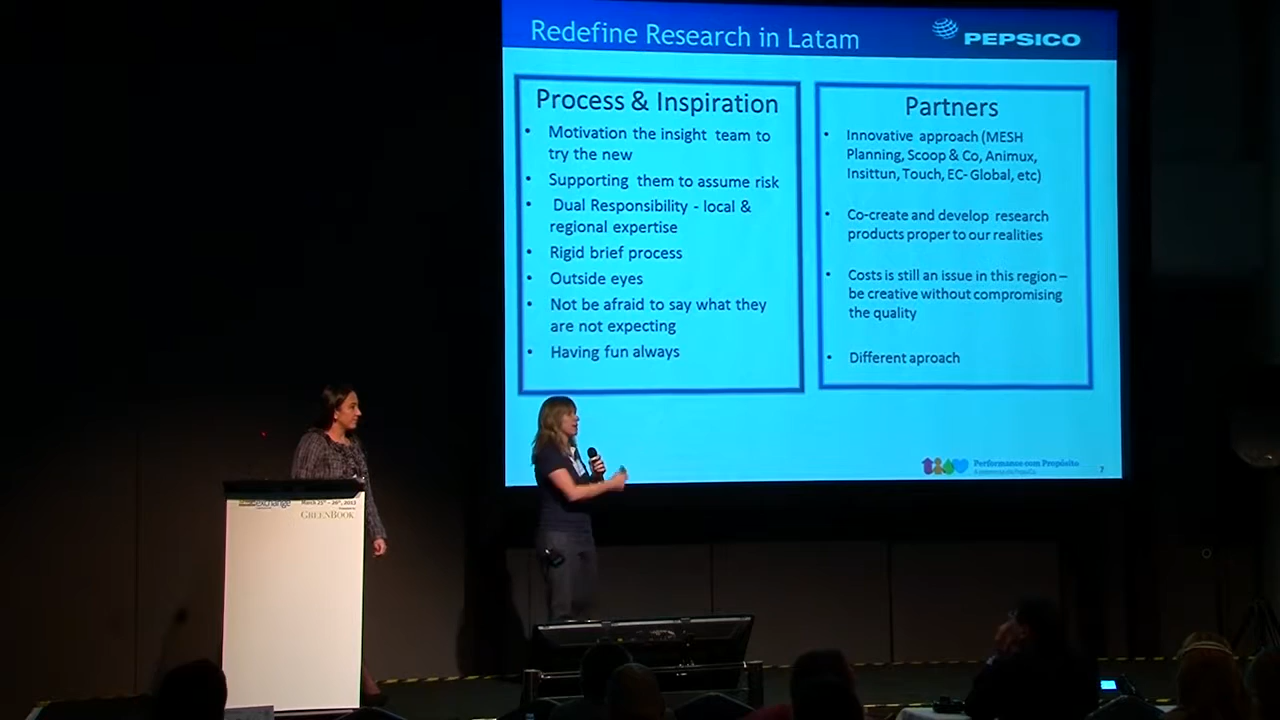 Redefine Research in Latam
PEPSICO
Process & Inspiration
• Motivation the insight team to
try the new
• Supporting them to assume risk
• Dual Responsibility - local &
regional expertise
• Rigid brief process
• Outside eyes
• Not be afraid to say what they
are not expecting
• Having fun always
Partners
• Innovative approach (MESH
Planning, Scoop & Co, Animux,
Insittun, Touch, EC- Global, etc)
• Co-create and develop research
products proper to our realities
• Costs is still an issue in this region –
be creative without compromising
the quality
• Different aproach
Performance com Propósito
7
exchange
GREENBOOK